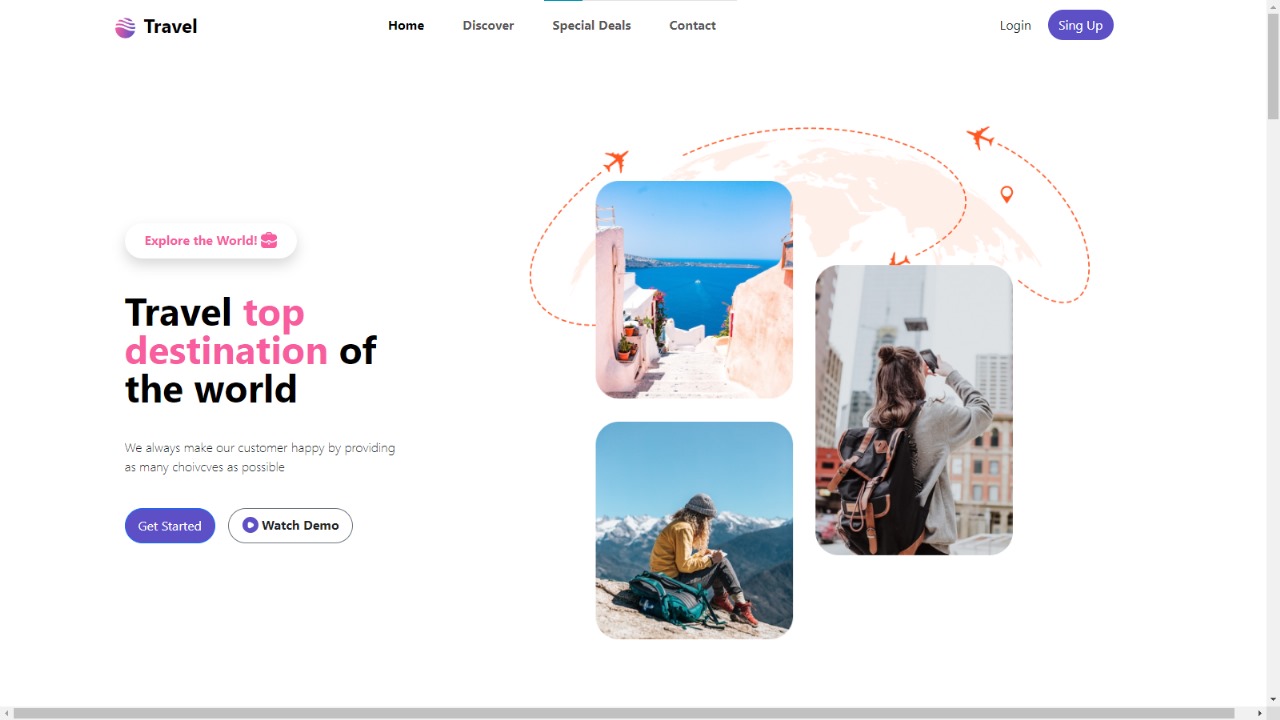 Travel
Home Discover Special Deals Contact
Login Sing Up
Explore the World!
Travel top
destination of
the world
We always make our customer happy by providing
as many choivcves as possible
Get Started Watch Demo